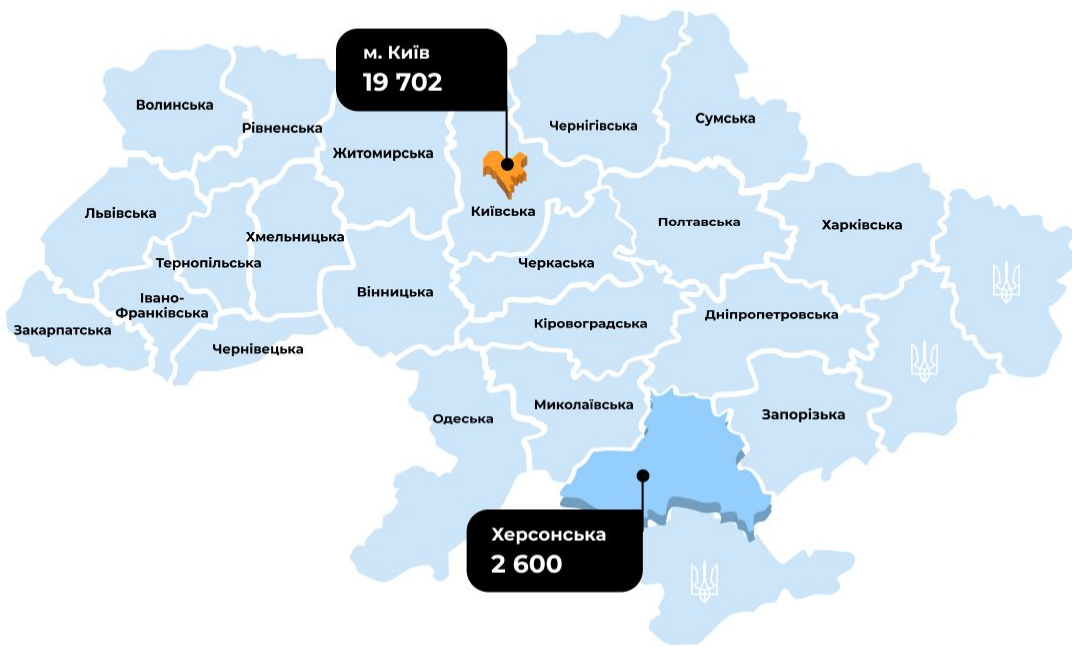 м. Київ
19 702
Волинська
Рівненська
Житомирська
Чернігівська
Сумська
Львівська
Тернопільська
Хмельницька
Київська
Черкаська
Полтавська
Харківська
Закарпатська
Івано-
Франківська
Чернівецька
Вінницька
Кіровоградська
Дніпропетровська
Одеська
Миколаївська
Запорізька
Херсонська
2 600